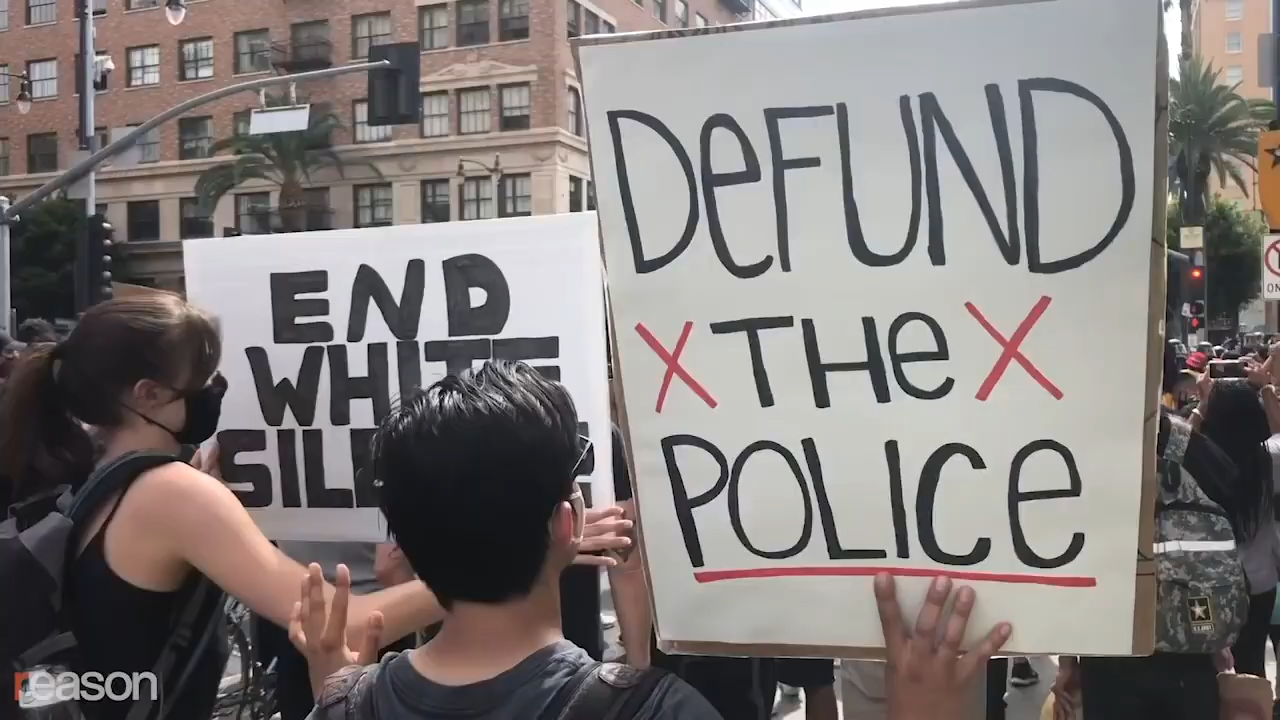 END
WHITE
DEFUND
X THE X
POLICE
reason